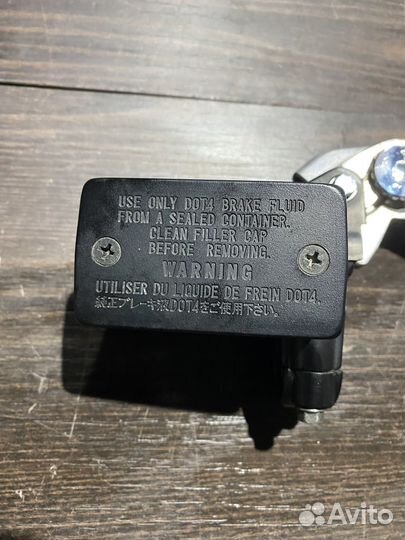 USE ONLY DOT4 BRAKE FLUID
FROM A SEALED CONTAINER.
CLEAN FILLER CAP
BEFORE REMOVING.
WARNING
UTILISER DU LIQUIDE DE FREIN DOT4.
純正ブレーキ液DOT4をご使用下さい.
Avito